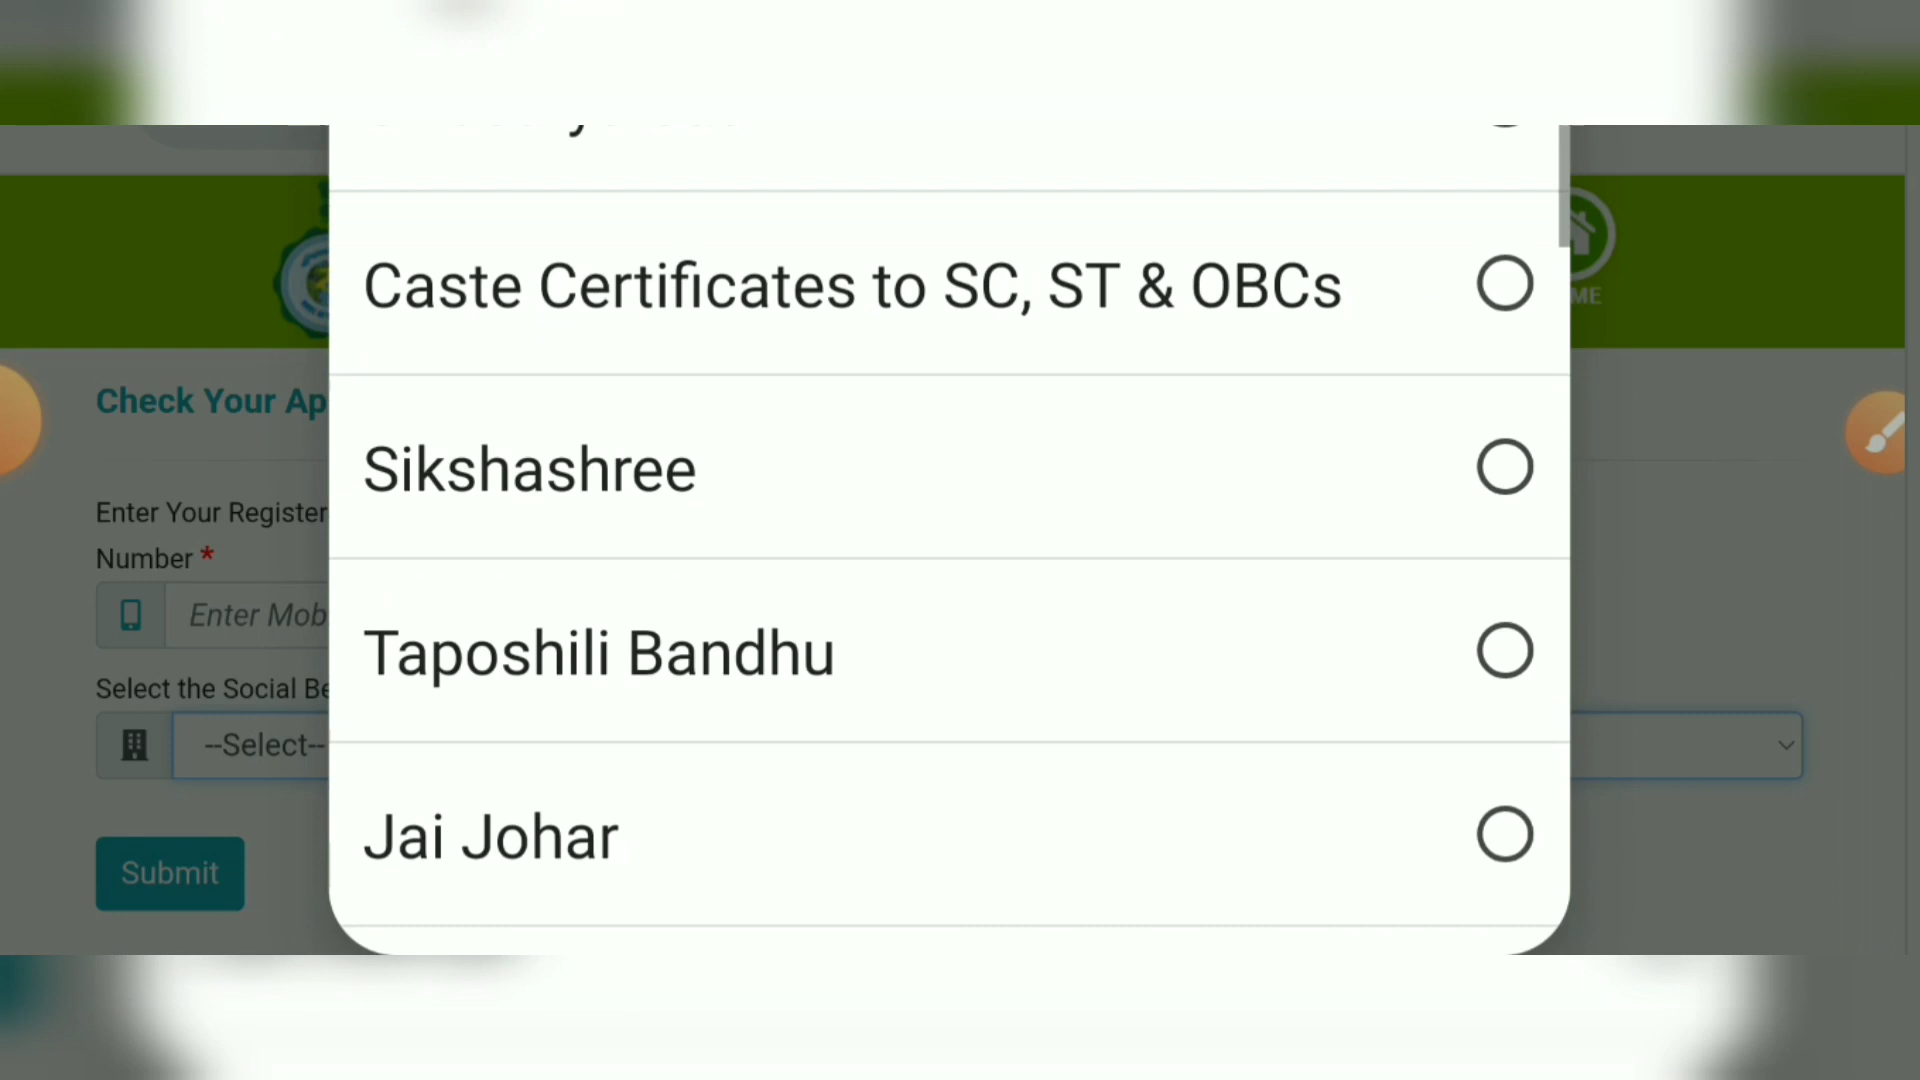 Caste Certificates to SC, ST & OBCs
ME
Sikshashree
Check Your Ap
Enter Your Register
Number *
Enter Mob
Taposhili Bandhu
Select the Social Be
--Select--
Jai Johar
Submit